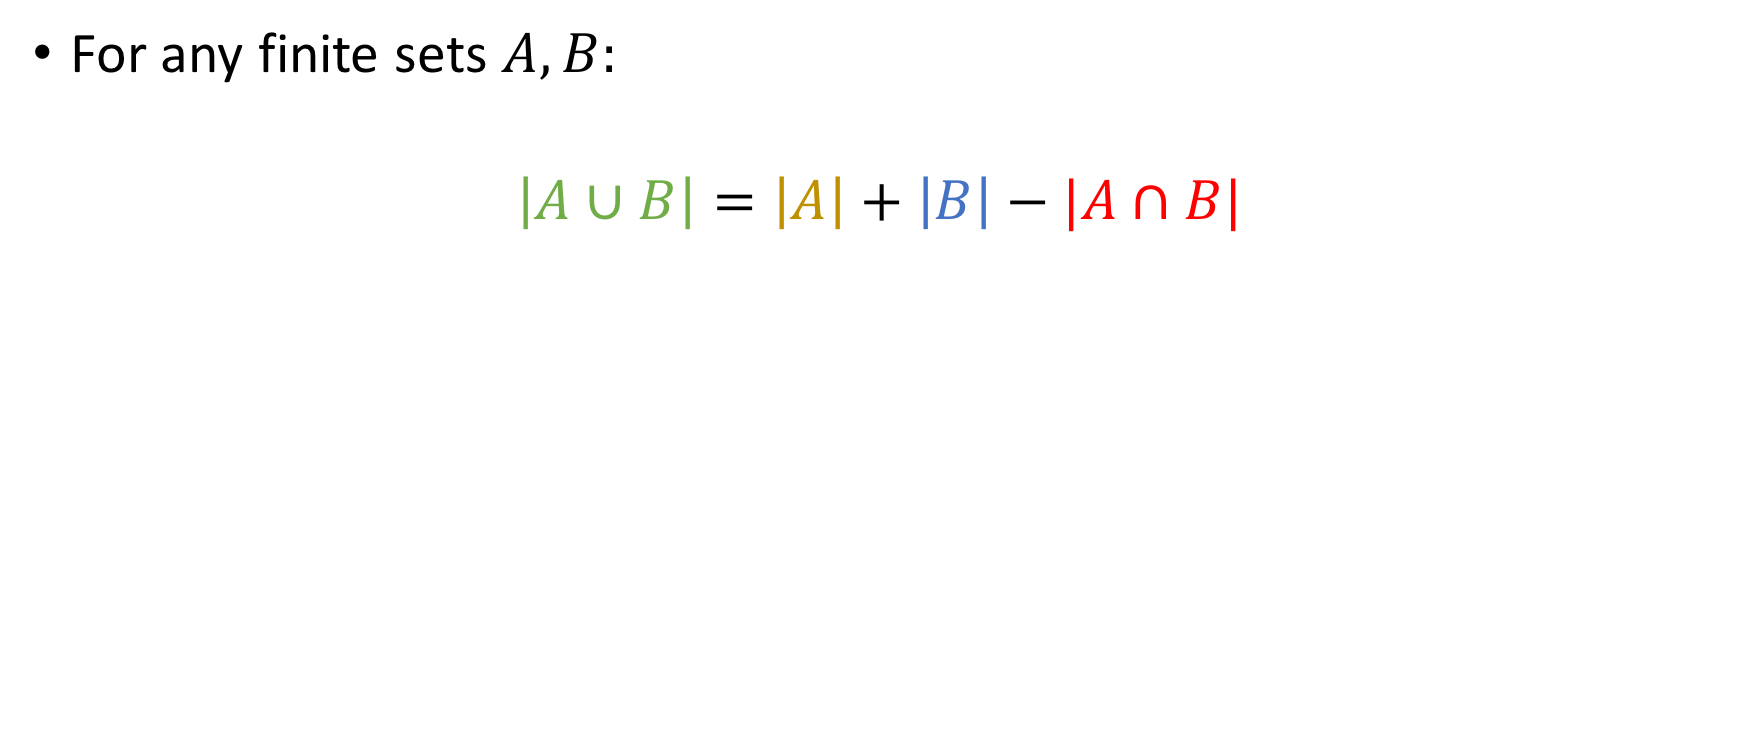 • For any finite sets A, B:
|A ∪ B| = |A| + |B| − |A ∩ B|